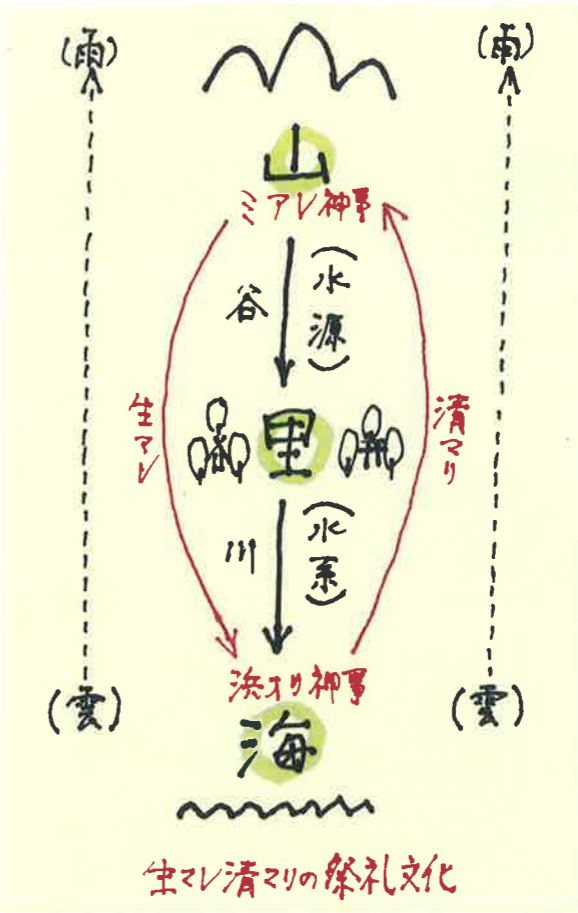 (雨)
(雨)
山
ミアレ神事
谷
(水源)
生アレ
里
清マリ
川
(水系)
浜オリ神事
(雲)
(雲)
海
生マレ清マリの祭礼文化